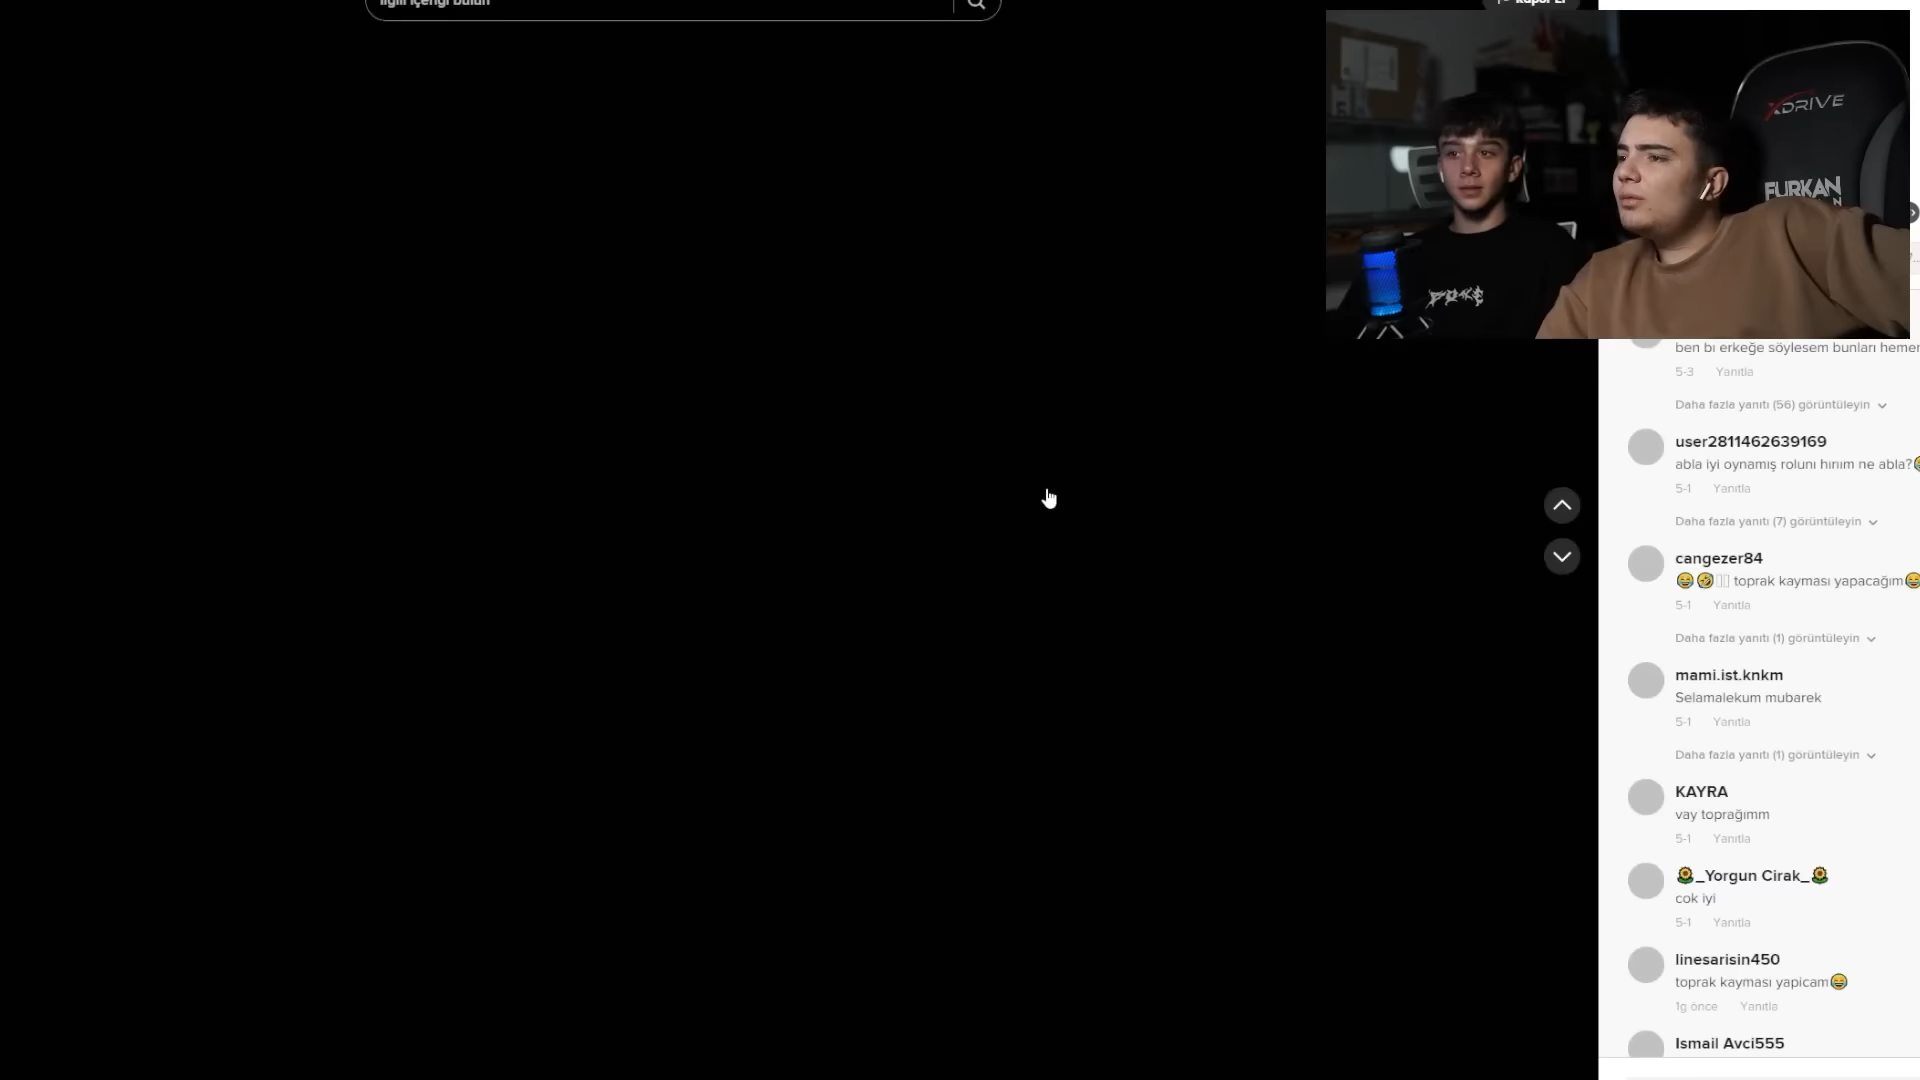 ilgili içeriği bulun
XDRIVE
FURKAN
ben bı erkeğe söylesem bunları
5-3 Yanıtla
Daha fazla yanıtı (56) görüntüleyin
user2811462639169
abla iyi oynamış rolunı hırıım ne abla?
5-1 Yanıtla
Daha fazla yanıtı (7) görüntüleyin
cangezer84
😂🤣 toprak kayması yapacağım😂
5-1 Yanıtla
Daha fazla yanıtı (1) görüntüleyin
mami.ist.knkm
Selamalekum mubarek
5-1 Yanıtla
Daha fazla yanıtı (1) görüntüleyin
KAYRA
vay toprağımm
5-1 Yanıtla
🌻_Yorgun Cirak_🌻
cok iyi
5-1 Yanıtla
linesarisin450
toprak kayması yapicam😂
1g önce Yanıtla
Ismail Avci555